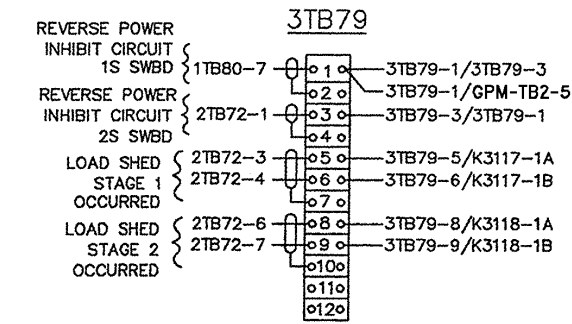 3TB79
REVERSE POWER
INHIBIT CIRCUIT
1S SWBD
1TB80-7
1
3TB79-1/3TB79-3
2
3TB79-1/GPM-TB2-5
REVERSE POWER
INHIBIT CIRCUIT
2S SWBD
2TB72-1
3
3TB79-3/3TB79-1
4
LOAD SHED
STAGE 1
OCCURRED
2TB72-3
5
3TB79-5/K3117-1A
2TB72-4
6
3TB79-6/K3117-1B
7
LOAD SHED
STAGE 2
OCCURRED
2TB72-6
8
3TB79-8/K3118-1A
2TB72-7
9
3TB79-9/K3118-1B
10
11
12